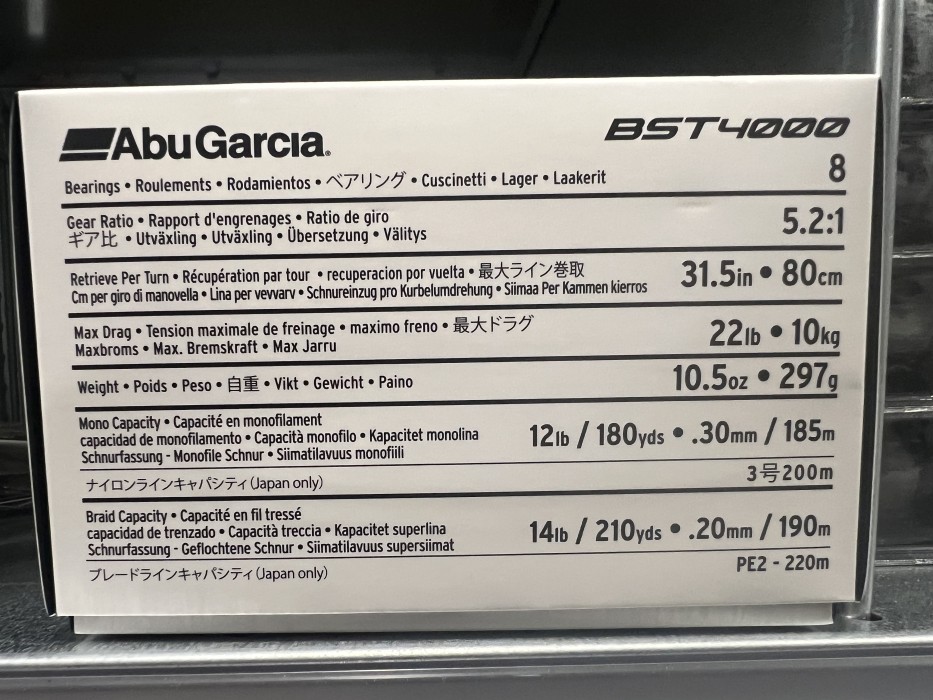 Abu Garcia.
BST4000
Bearings • Roulements • Rodamientos • ベアリング • Cuscinetti • Lager • Laakerit
8
Gear Ratio • Rapport d'engrenages • Ratio de giro
ギア比 • Utväxling • Utväxling • Übersetzung • Välitys
5.2:1
Retrieve Per Turn • Récupération par tour • recuperacion por vuelta • 最大ライン巻取
Cm per giro di manovella • Lina per vevvarv • Schnureinzug pro Kurbelumdrehung • Siimaa Per Kammen kierros
31.5in • 80cm
Max Drag • Tension maximale de freinage • maximo freno • 最大ドラグ
Maxbroms • Max. Bremskraft • Max Jarru
22lb • 10kg
Weight • Poids • Peso • 自重 • Vikt • Gewicht • Paino
10.5oz • 297g
Mono Capacity • Capacité en monofilament
capacidad de monofilamento • Capacità monofilo • Kapacitet monolina
Schnurfassung - Monofile Schnur • Siimatilavuus monofiili
12lb / 180yds • .30mm / 185m
ナイロンラインキャパシティ(Japan only)
3号200m
Braid Capacity • Capacité en fil tressé
capacidad de trenzado • Capacità treccia • Kapacitet superlina
Schnurfassung - Geflochtene Schnur • Siimatilavuus supersiimat
14lb / 210yds • .20mm / 190m
ブレードラインキャパシティ(Japan only)
PE2 - 220m